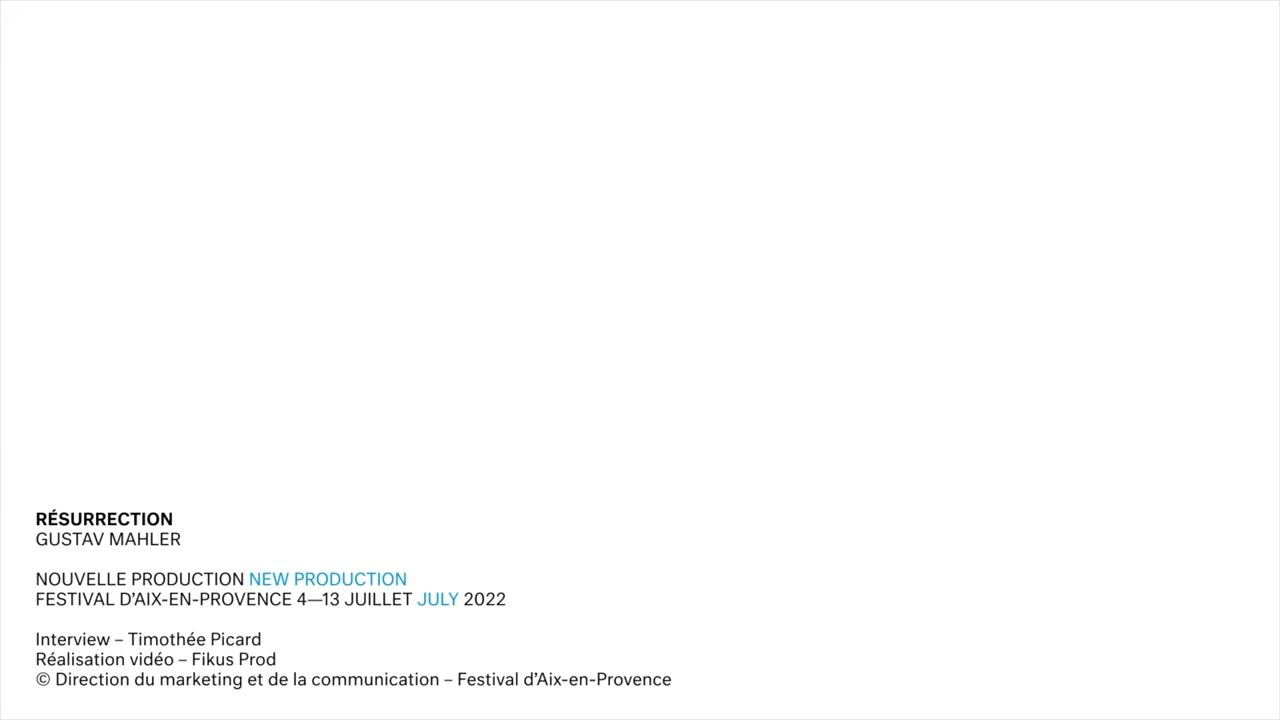 RÉSURRECTION
GUSTAV MAHLER
NOUVELLE PRODUCTION NEW PRODUCTION
FESTIVAL D’AIX-EN-PROVENCE 4—13 JUILLET JULY 2022
Interview – Timothée Picard
Réalisation vidéo – Fikus Prod
© Direction du marketing et de la communication – Festival d’Aix-en-Provence